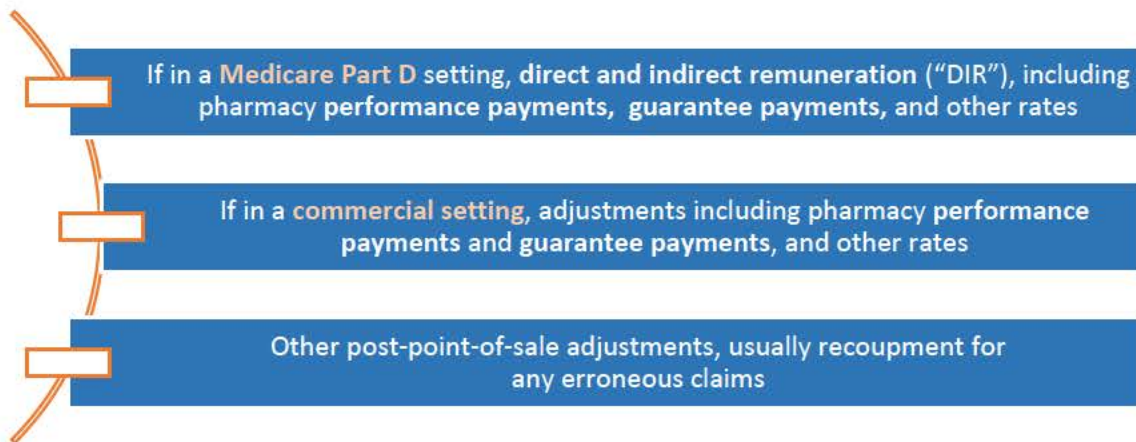 If in a Medicare Part D setting, direct and indirect remuneration (“DIR”), including
pharmacy performance payments, guarantee payments, and other rates
If in a commercial setting, adjustments including pharmacy performance
payments and guarantee payments, and other rates
Other post-point-of-sale adjustments, usually recoupment for
any erroneous claims